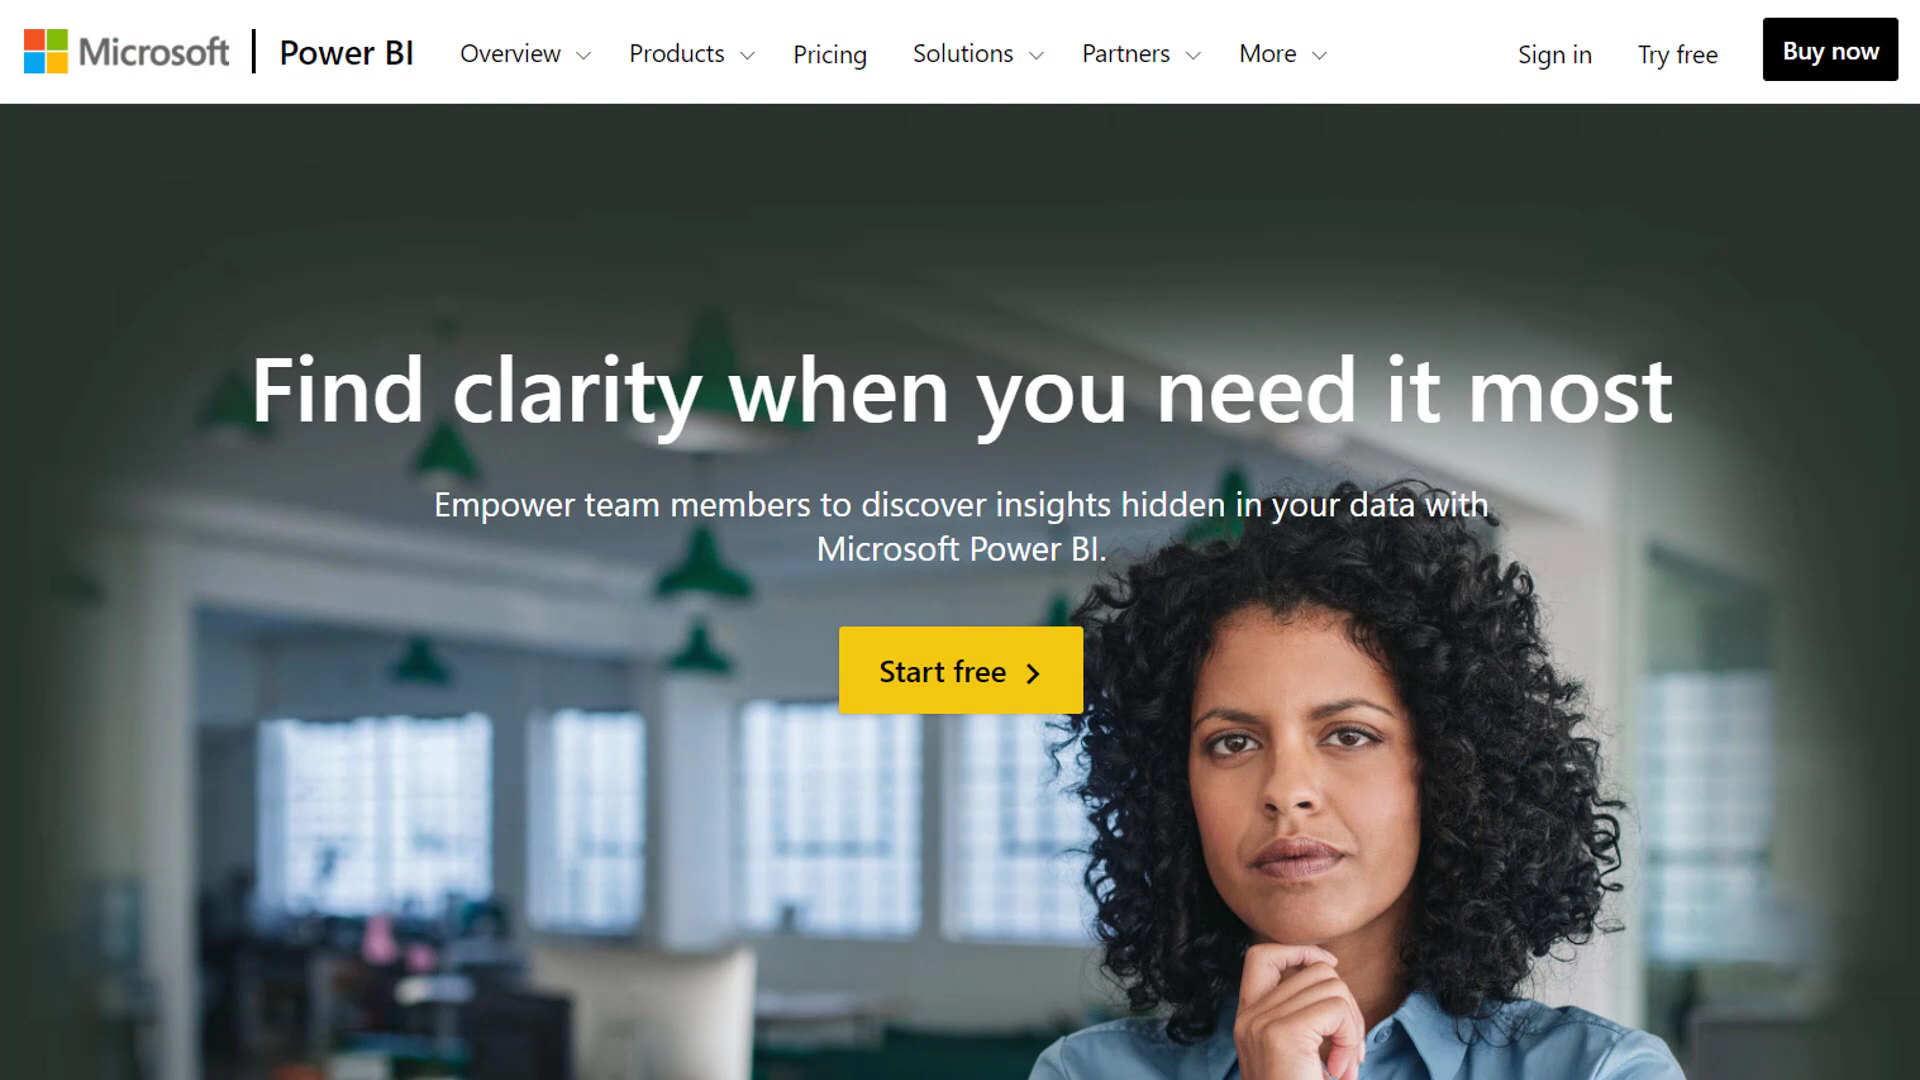 Microsoft | Power BI Overview Products Pricing Solutions Partners More Sign in Try free Buy now
Find clarity when you need it most
Empower team members to discover insights hidden in your data with
Microsoft Power BI.
Start free